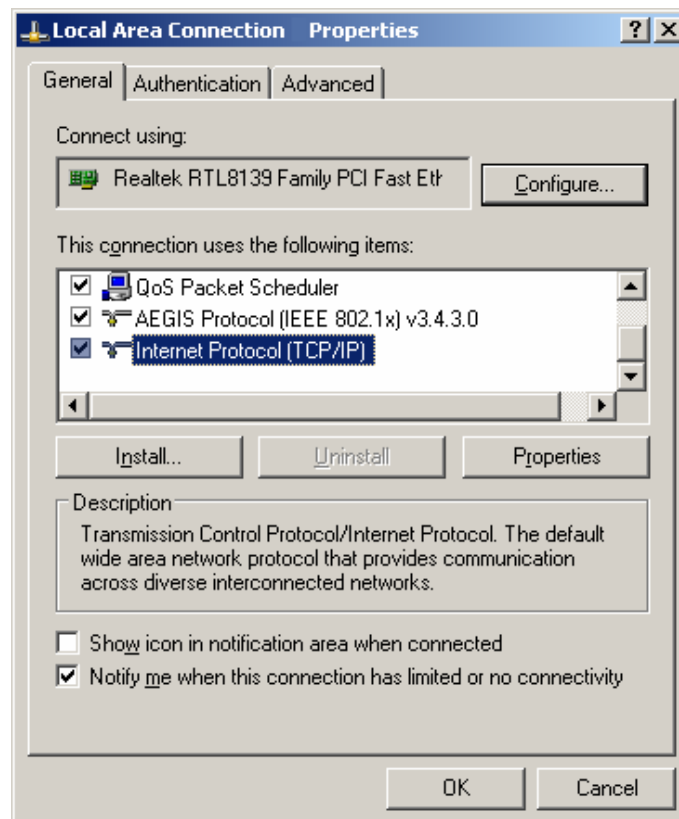 Local Area Connection Properties
General Authentication Advanced
Connect using:
Realtek RTL8139 Family PCI Fast Eth
Configure...
This connection uses the following items:
QoS Packet Scheduler
AEGIS Protocol (IEEE 802.1x) v3.4.3.0
Internet Protocol (TCP/IP)
Install... Uninstall Properties
Description
Transmission Control Protocol/Internet Protocol. The default
wide area network protocol that provides communication
across diverse interconnected networks.
Show icon in notification area when connected
Notify me when this connection has limited or no connectivity
OK Cancel